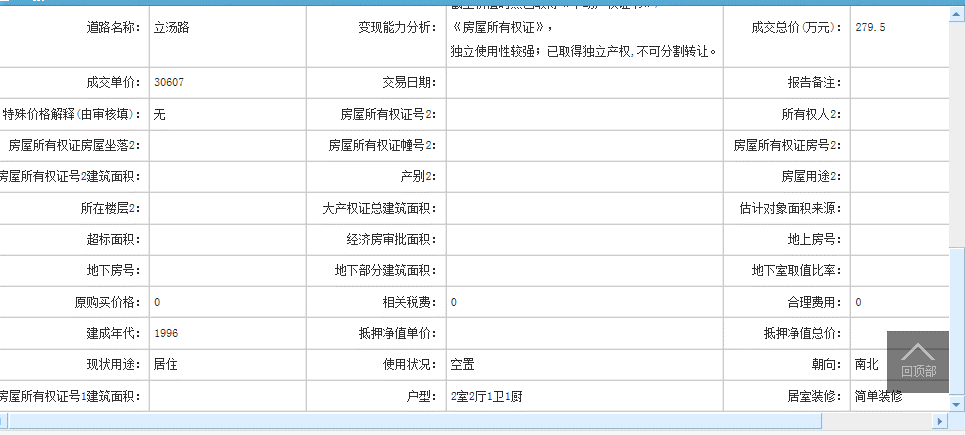 道路名称： 立汤路 变现能力分析： 《房屋所有权证》， 成交总价(万元)： 279.5
独立使用性较强；已取得独立产权,不可分割转让。
成交单价： 30607 交易日期： 报告备注：
特殊价格解释(由审核填)： 无 房屋所有权证号2： 所有权人2：
房屋所有权证房屋坐落2： 房屋所有权证幢号2： 房屋所有权证房号2：
房屋所有权证号2建筑面积： 产别2： 房屋用途2：
所在楼层2： 大产权证总建筑面积： 估计对象面积来源：
超标面积： 经济房审批面积： 地上房号：
地下房号： 地下部分建筑面积： 地下室取值比率：
原购买价格： 0 相关税费： 0 合理费用： 0
建成年代： 1996 抵押净值单价： 抵押净值总价：
现状用途： 居住 使用状况： 空置 朝向： 南北
回顶部
房屋所有权证号1建筑面积： 户型： 2室2厅1卫1厨 居室装修： 简单装修